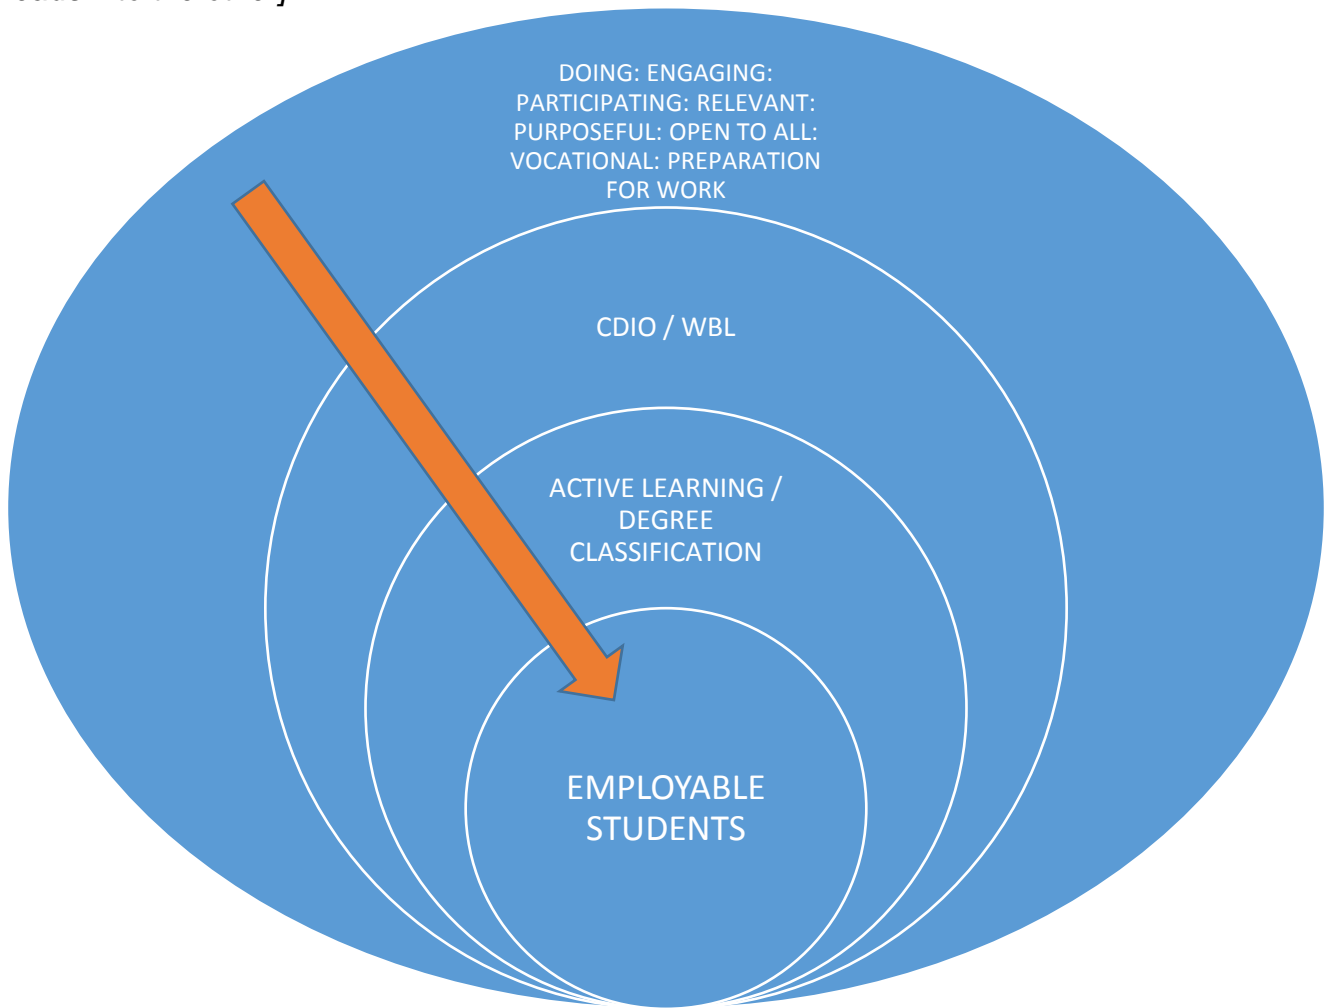 DOING: ENGAGING:
PARTICIPATING: RELEVANT:
PURPOSEFUL: OPEN TO ALL:
VOCATIONAL: PREPARATION
FOR WORK
CDIO / WBL
ACTIVE LEARNING /
DEGREE
CLASSIFICATION
EMPLOYABLE
STUDENTS